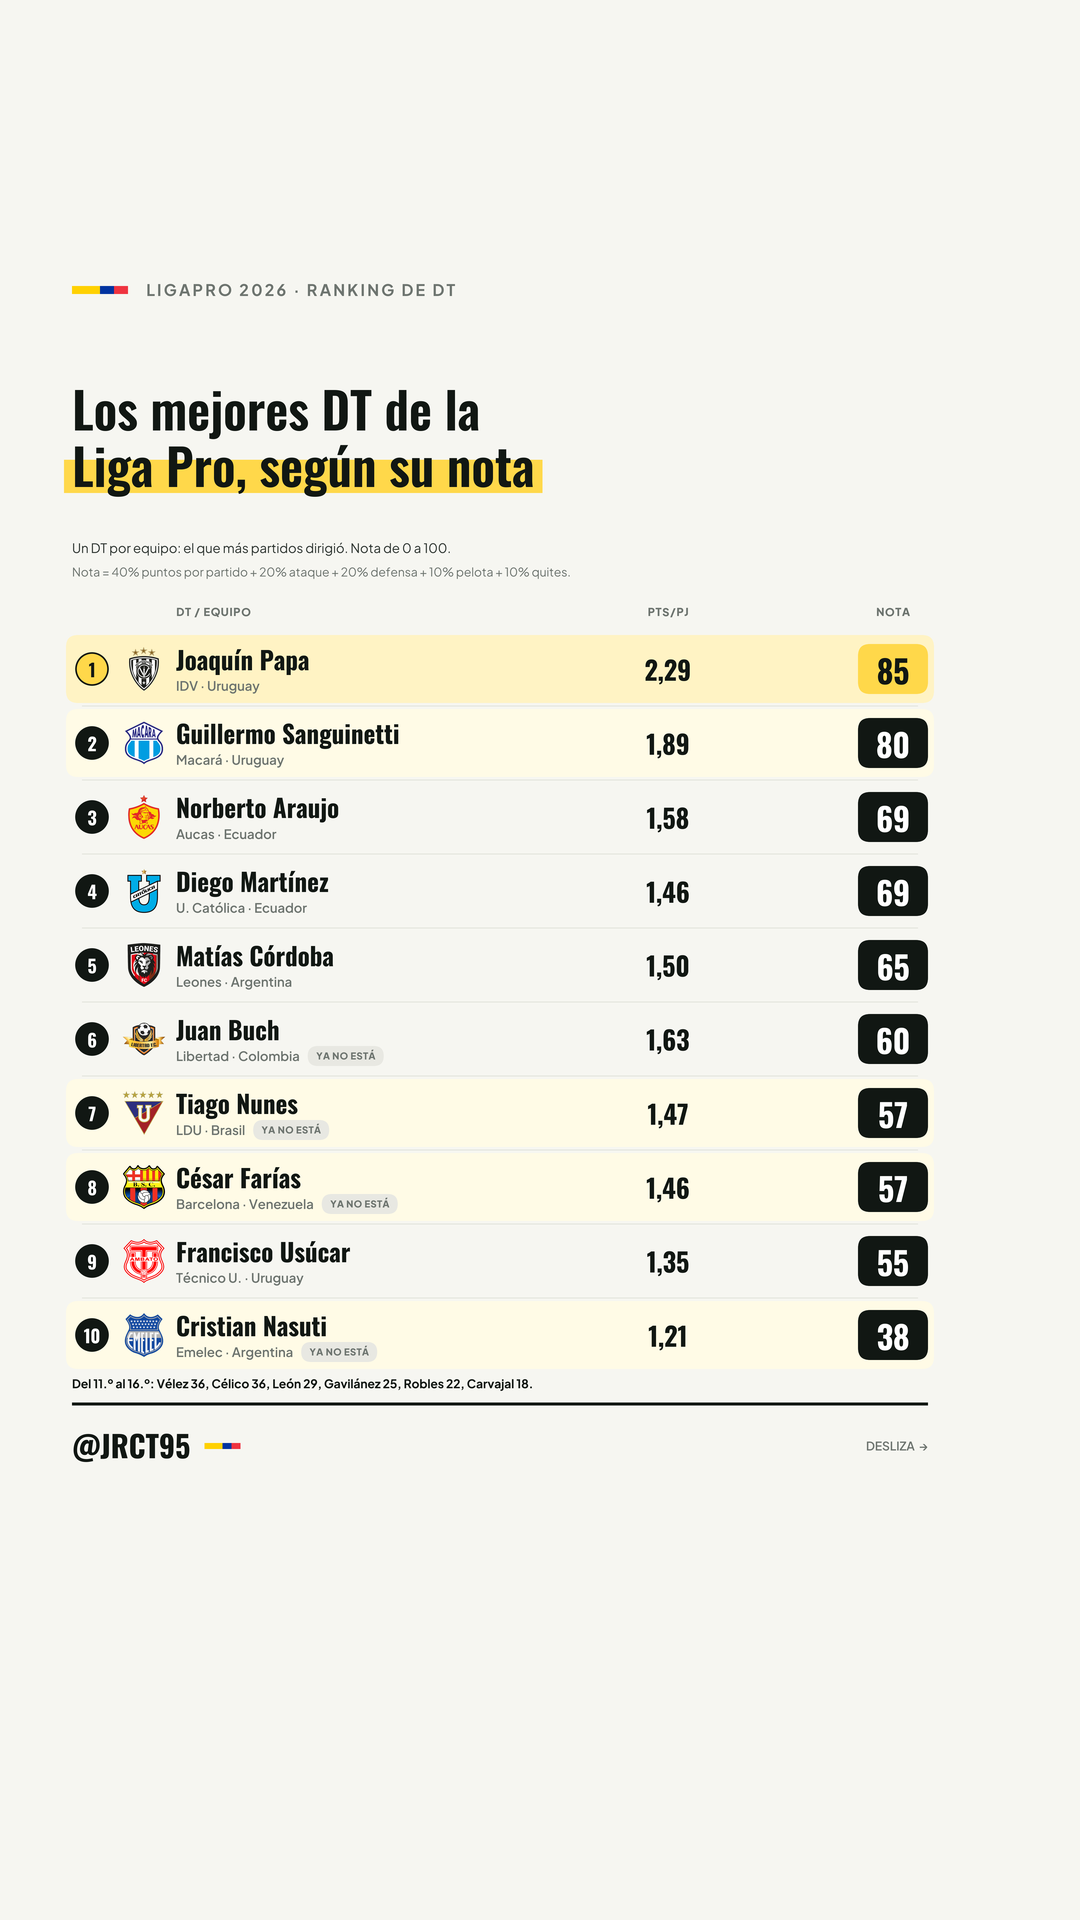 LIGAPRO 2026 · RANKING DE DT
Los mejores DT de la
Liga Pro, según su nota
Un DT por equipo: el que más partidos dirigió. Nota de 0 a 100.
Nota = 40% puntos por partido + 20% ataque + 20% defensa + 10% pelota + 10% quites.
DT / EQUIPO PTS/PJ NOTA
1 Joaquín Papa 2,29 85
IDV · Uruguay
2 MACARÁ Guillermo Sanguinetti 1,89 80
Macará · Uruguay
3 AUCAS Norberto Araujo 1,58 69
Aucas · Ecuador
4 CATÓLICA Diego Martínez 1,46 69
U. Católica · Ecuador
5 LEONES FC Matías Córdoba 1,50 65
Leones · Argentina
6 Juan Buch 1,63 60
Libertad · Colombia YA NO ESTÁ
7 U Tiago Nunes 1,47 57
LDU · Brasil YA NO ESTÁ
8 B.S.C. César Farías 1,46 57
Barcelona · Venezuela YA NO ESTÁ
9 AMBATO Francisco Usúcar 1,35 55
Técnico U. · Uruguay
10 EMELEC Cristian Nasuti 1,21 38
Emelec · Argentina YA NO ESTÁ
Del 11.º al 16.º: Vélez 36, Célico 36, León 29, Gavilánez 25, Robles 22, Carvajal 18.
@JRCT95
DESLIZA →